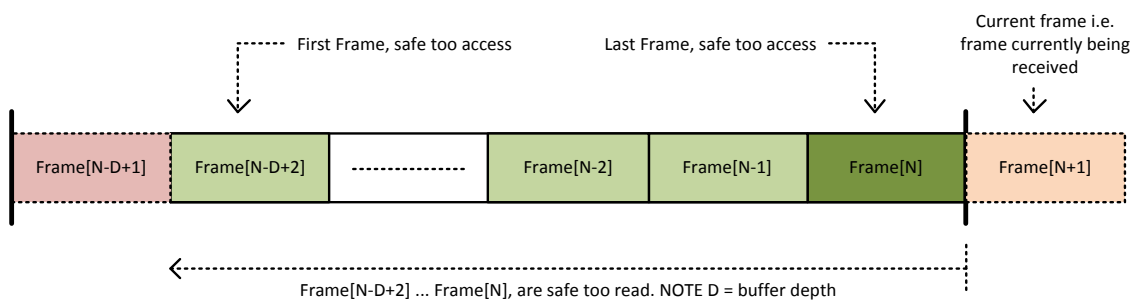 Current frame i.e.
frame currently being
received
First Frame, safe too access
Last Frame, safe too access
Frame[N-D+1]
Frame[N-D+2]
Frame[N-2]
Frame[N-1]
Frame[N]
Frame[N+1]
Frame[N-D+2] ... Frame[N], are safe too read. NOTE D = buffer depth